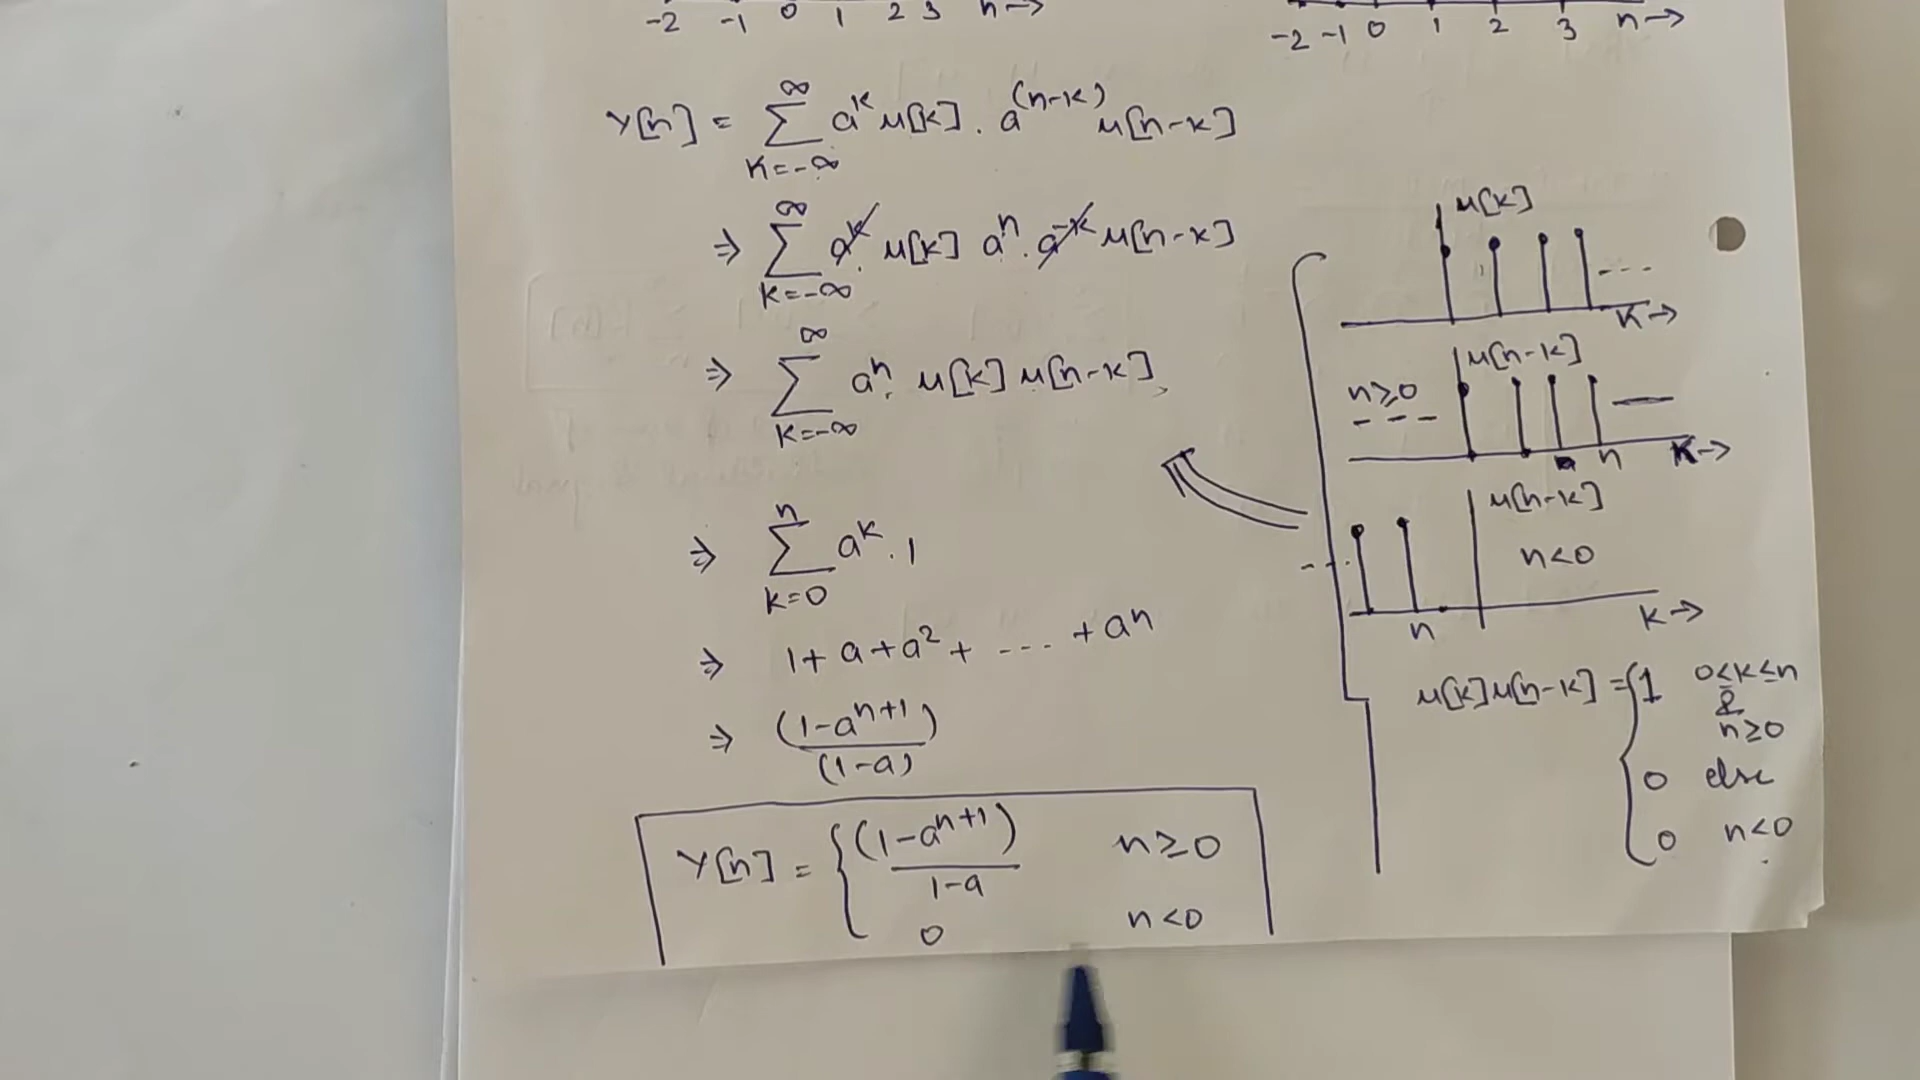 -2 -1 0 1 2 3 n→
-2 -1 0 1 2 3 n→
Y[n] = ∑_{k=-∞}^{∞} a^k u[k] . a^{(n-k)} u[n-k]
⇒ ∑_{k=-∞}^{∞} a^k . u[k] a^n . a^{-k} u[n-k]
⇒ ∑_{k=-∞}^{∞} a^n . u[k] u[n-k]
⇒ ∑_{k=0}^{n} a^k . 1
⇒ 1 + a + a² + --- + a^n
⇒ (1-a^{n+1}) / (1-a)
Y[n] = { (1-a^{n+1}) / 1-a n≥0
0 n<0
u[k]
---
k→
u[n-k]
n≥0
---
n k→
u[n-k]
n<0
---
n k→
u[k]u[n-k] = { 1 0≤k≤n
&
n≥0
0 else
0 n<0